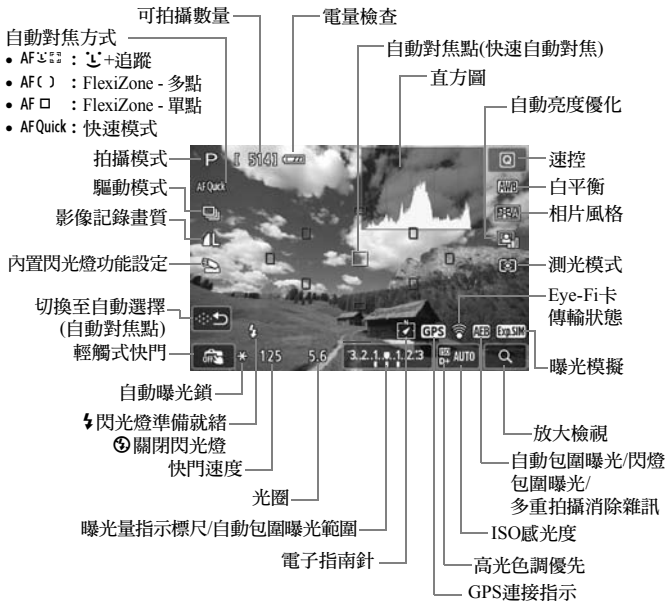 可拍攝數量
電量檢查
自動對焦方式
• AF : +追蹤
• AF( ) : FlexiZone - 多點
• AF □ : FlexiZone - 單點
• AFQuick : 快速模式
自動對焦點(快速自動對焦)
直方圖
自動亮度優化
拍攝模式
驅動模式
影像記錄畫質
內置閃光燈功能設定
切換至自動選擇
(自動對焦點)
輕觸式快門
P [ 514]
AFQuick
L
Q
AWB
速控
白平衡
相片風格
測光模式
Eye-Fi卡
傳輸狀態
曝光模擬
N
GPS
AEB
Exp.SIM
* 125 5.6 3..2..1..0..1..2.:3 D+ AUTO
自動曝光鎖
閃光燈準備就緒
關閉閃光燈
快門速度
光圈
曝光量指示標尺/自動包圍曝光範圍
電子指南針
放大檢視
自動包圍曝光/閃燈
包圍曝光/
多重拍攝消除雜訊
ISO感光度
高光色調優先
GPS連接指示